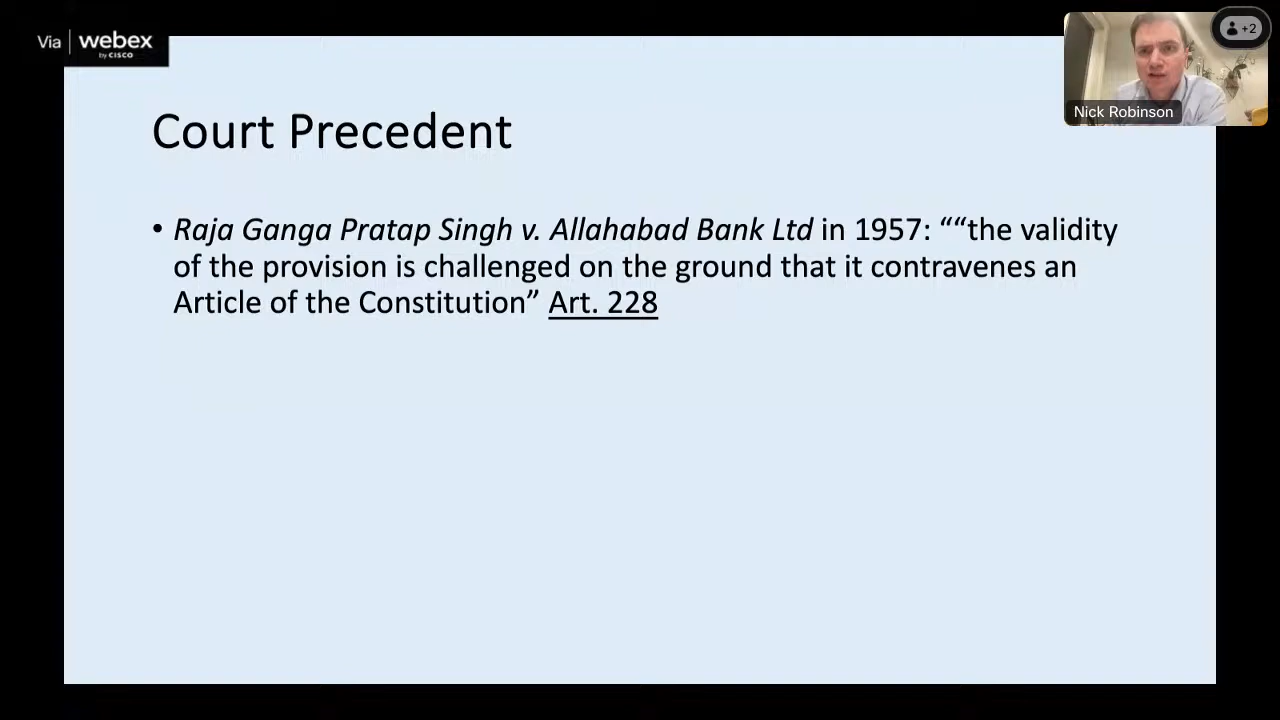 Via webex
by CISCO
+2
Nick Robinson
Court Precedent
• Raja Ganga Pratap Singh v. Allahabad Bank Ltd in 1957: ““the validity
of the provision is challenged on the ground that it contravenes an
Article of the Constitution” Art. 228